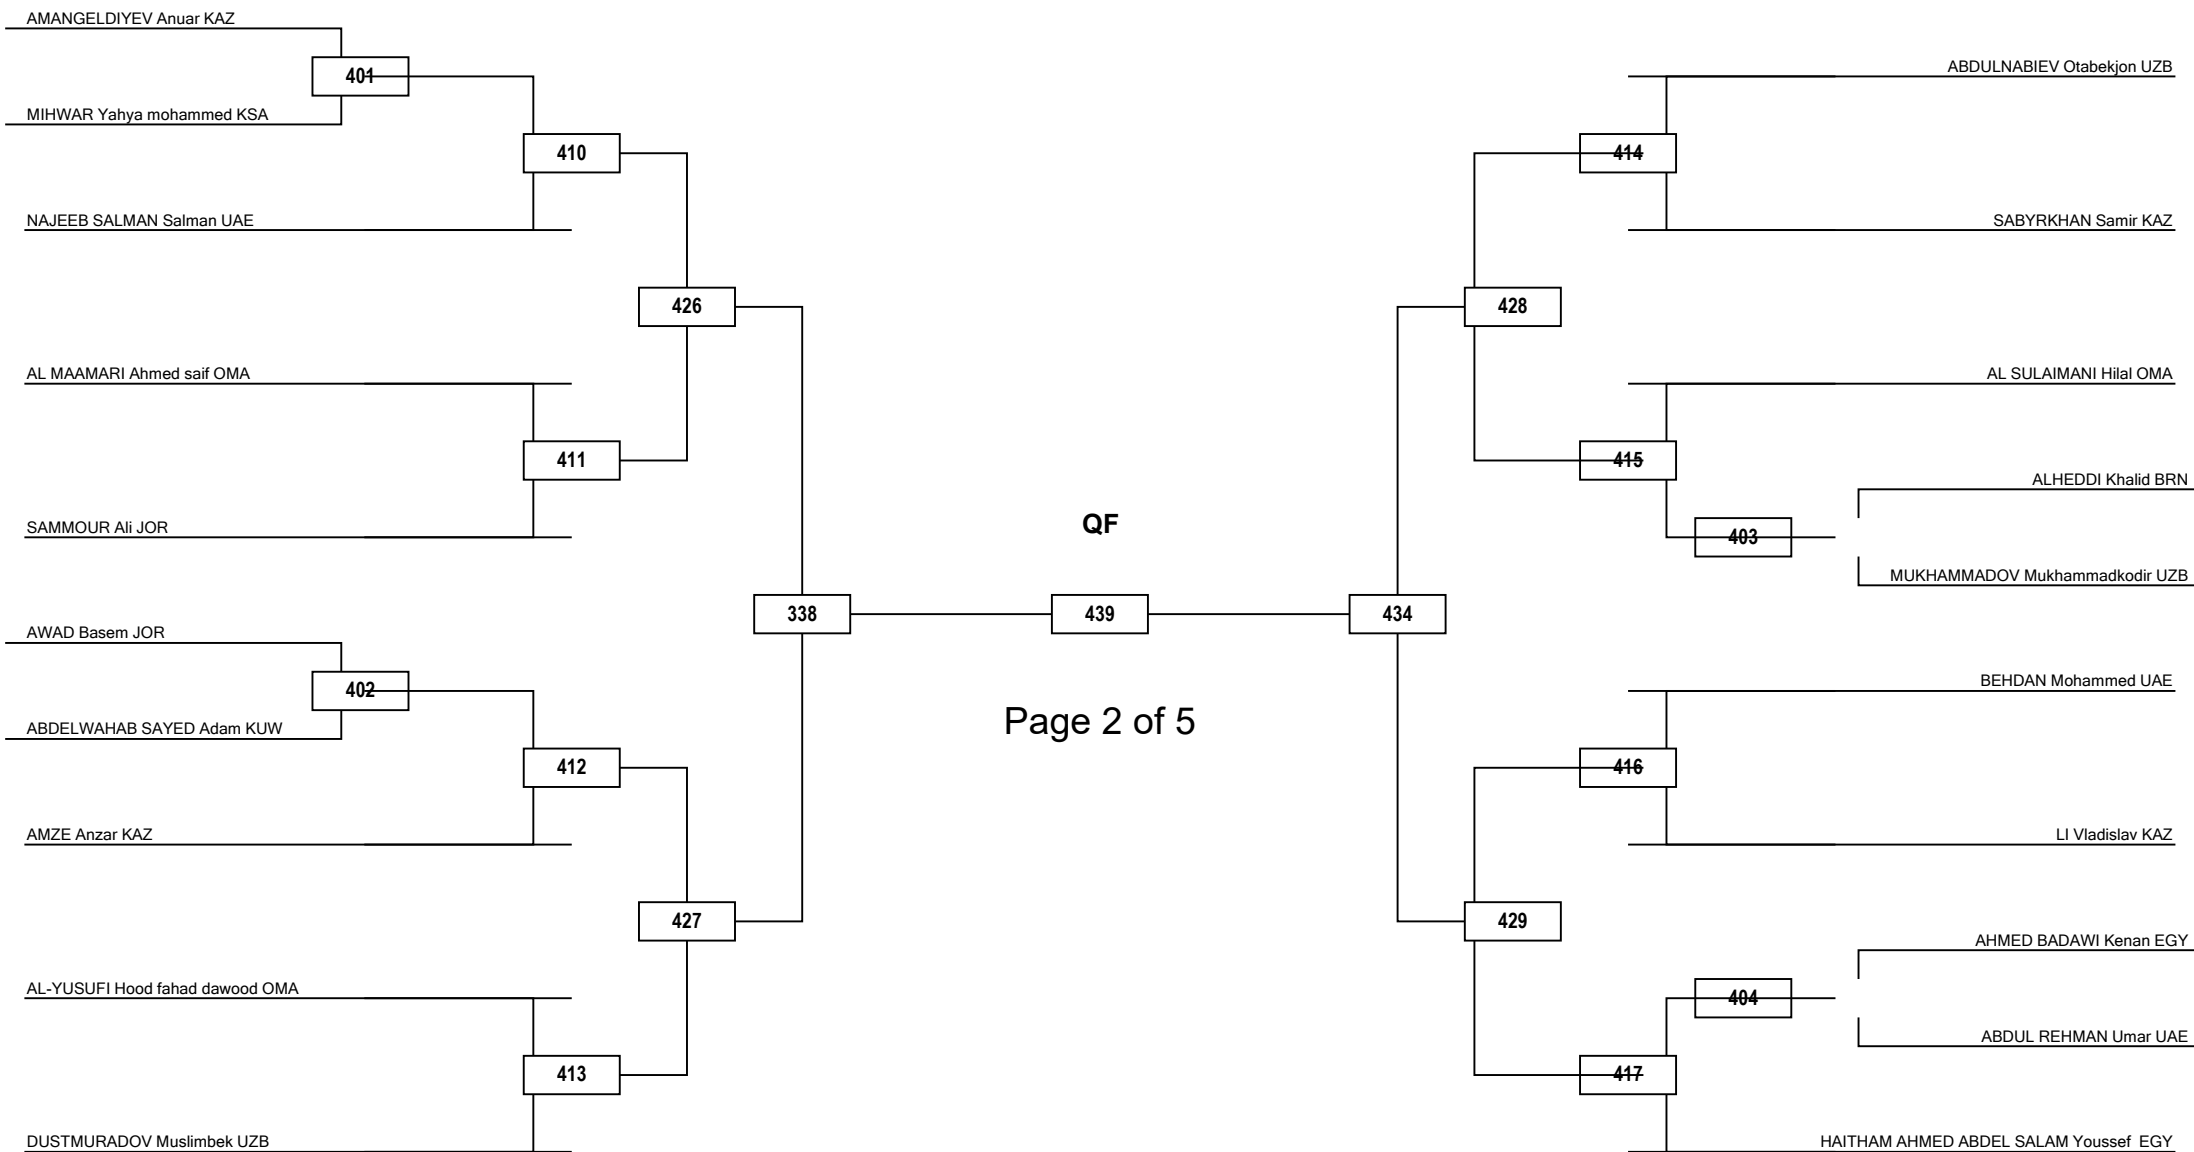 AMANGELDIYEV Anuar KAZ
401
MIHWAR Yahya mohammed KSA
410
NAJEEB SALMAN Salman UAE
426
AL MAAMARI Ahmed saif OMA
411
SAMMOUR Ali JOR
338
AWAD Basem JOR
402
ABDELWAHAB SAYED Adam KUW
412
AMZE Anzar KAZ
427
AL-YUSUFI Hood fahad dawood OMA
413
DUSTMURADOV Muslimbek UZB
QF
439
Page 2 of 5
ABDULNABIEV Otabekjon UZB
414
SABYRKHAN Samir KAZ
428
AL SULAIMANI Hilal OMA
415
ALHEDDI Khalid BRN
403
MUKHAMMADOV Mukhammadkodir UZB
434
BEHDAN Mohammed UAE
416
LI Vladislav KAZ
429
AHMED BADAWI Kenan EGY
404
ABDUL REHMAN Umar UAE
417
HAITHAM AHMED ABDEL SALAM Youssef EGY